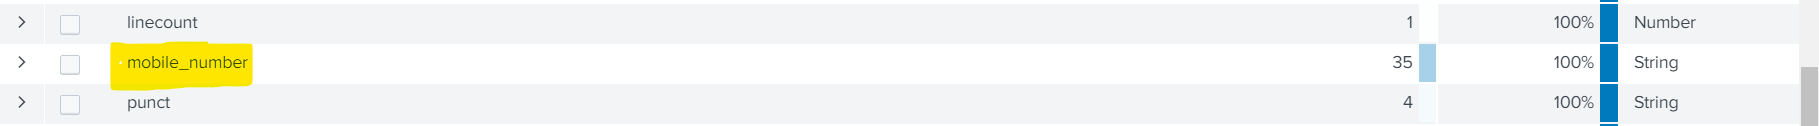 linecount 1 100% Number
mobile_number 35 100% String
punct 4 100% String